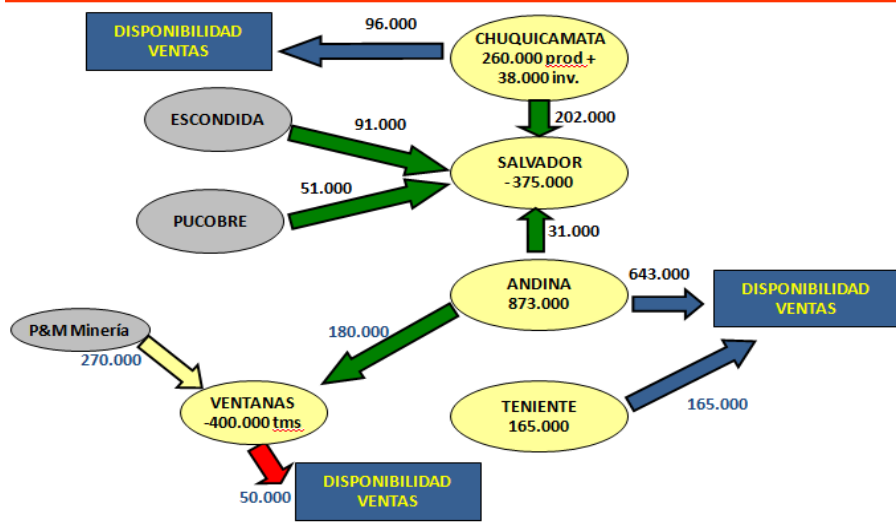 DISPONIBILIDAD
VENTAS
96.000
CHUQUICAMATA
260.000 prod +
38.000 inv.
202.000
ESCONDIDA
91.000
SALVADOR
-375.000
51.000
PUCOBRE
31.000
ANDINA
873.000
643.000
DISPONIBILIDAD
VENTAS
P&M Minería
270.000
180.000
VENTANAS
-400.000 tms
TENIENTE
165.000
165.000
50.000
DISPONIBILIDAD
VENTAS